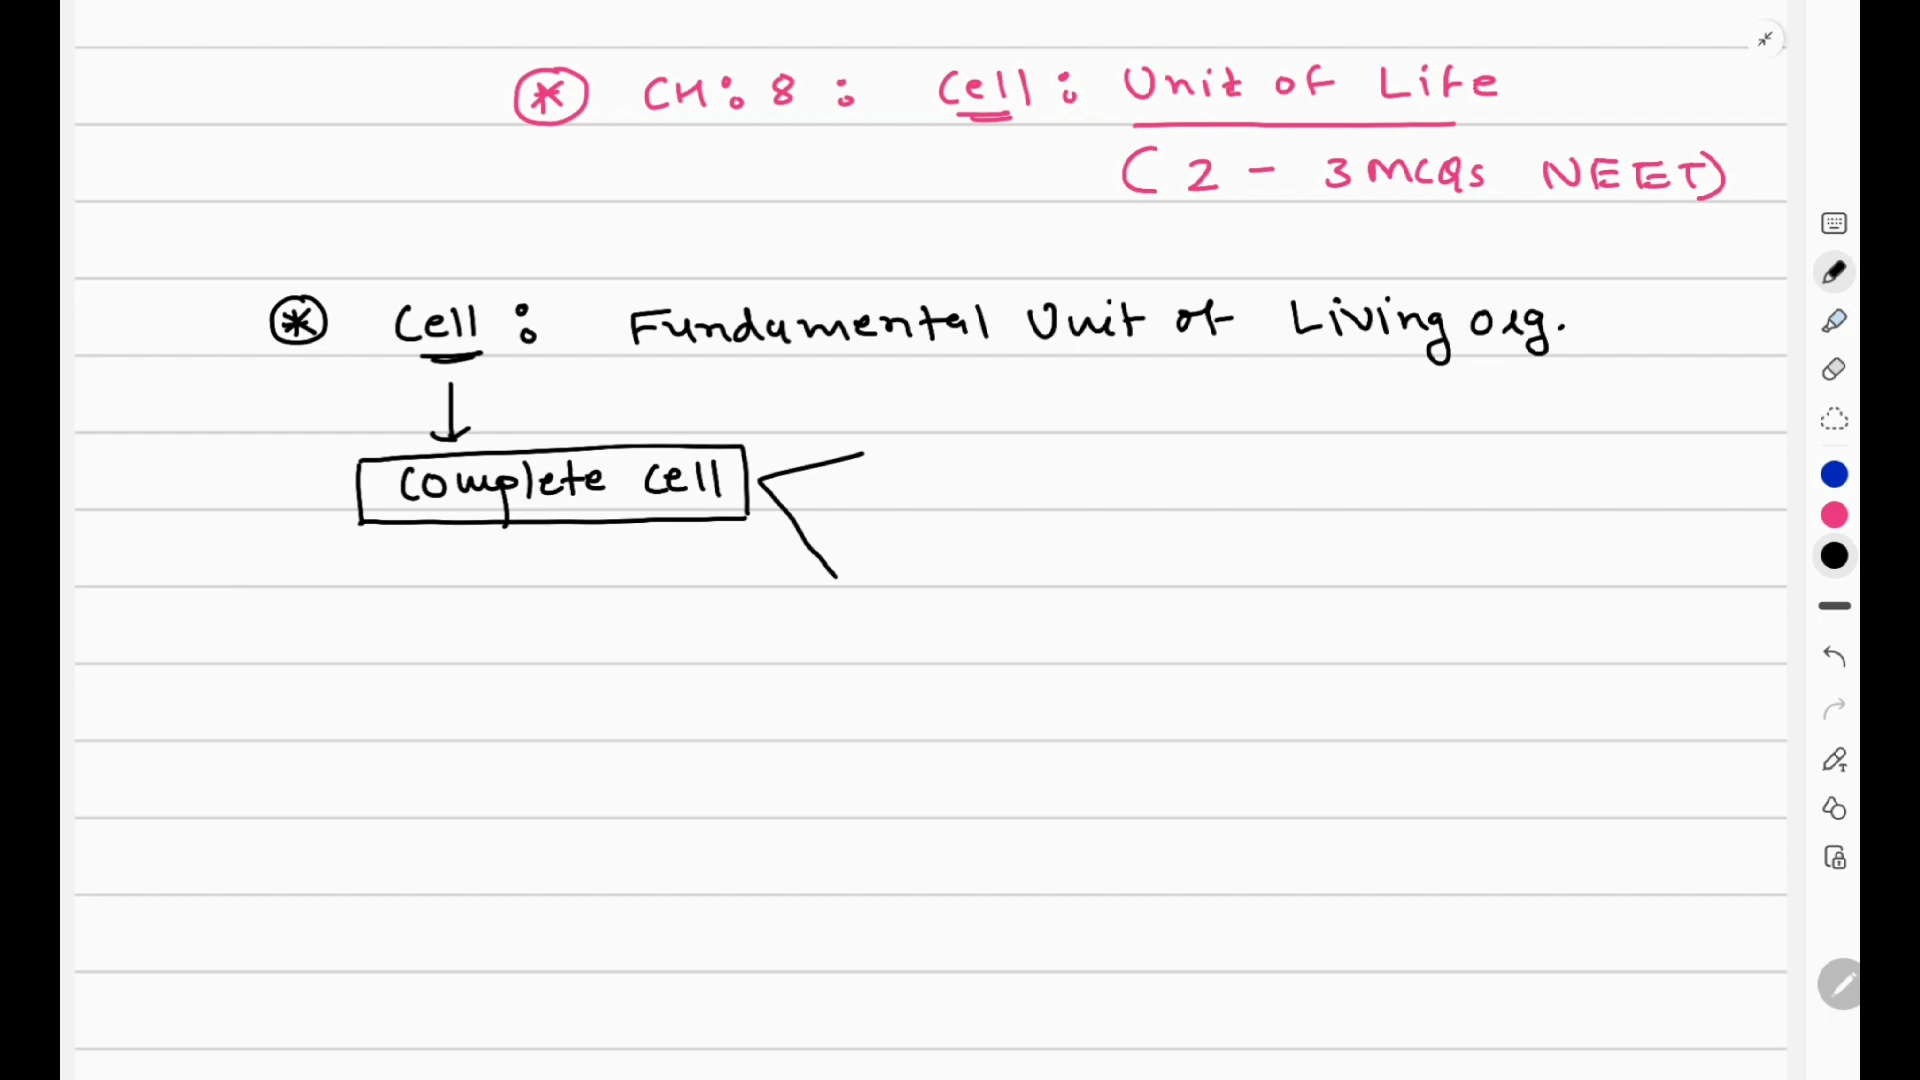 * CH: 8 : Cell: Unit of Life
(2 - 3 MCQs NEET)
* Cell: Fundamental Unit of Living org.
Complete Cell